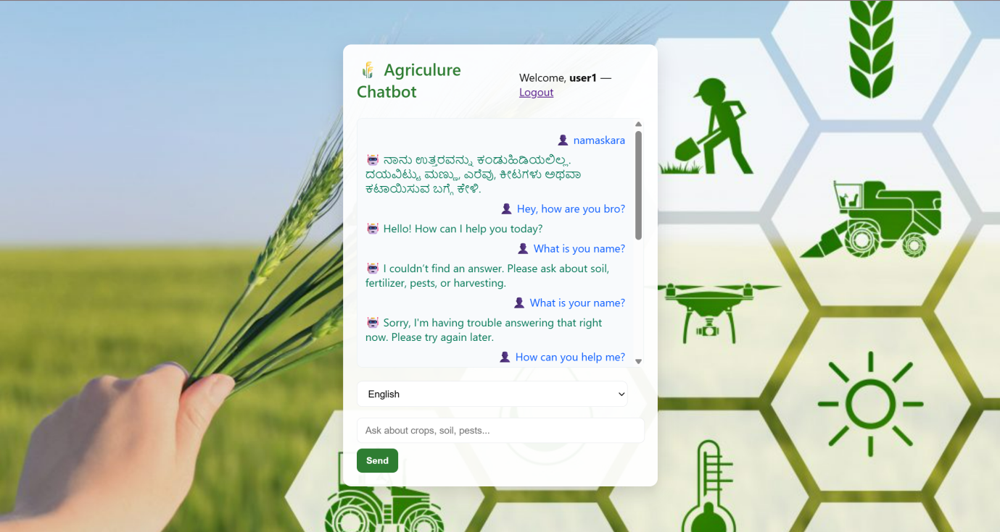 Agriculure
Chatbot
Welcome, user1 —
Logout
namaskara
ನಾನು ಉತ್ತರವನ್ನು ಕಂಡುಹಿಡಿಯಲಿಲ್ಲ.
ದಯವಿಟ್ಟು ಮಣ್ಣು, ಎರೆವು, ಕೀಟಗಳು ಅಥವಾ
ಕಟಾಯಿಸುವ ಬಗ್ಗೆ ಕೇಳಿ.
Hey, how are you bro?
Hello! How can I help you today?
What is you name?
I couldn’t find an answer. Please ask about soil,
fertilizer, pests, or harvesting.
What is your name?
Sorry, I'm having trouble answering that right
now. Please try again later.
How can you help me?
English
Ask about crops, soil, pests...
Send